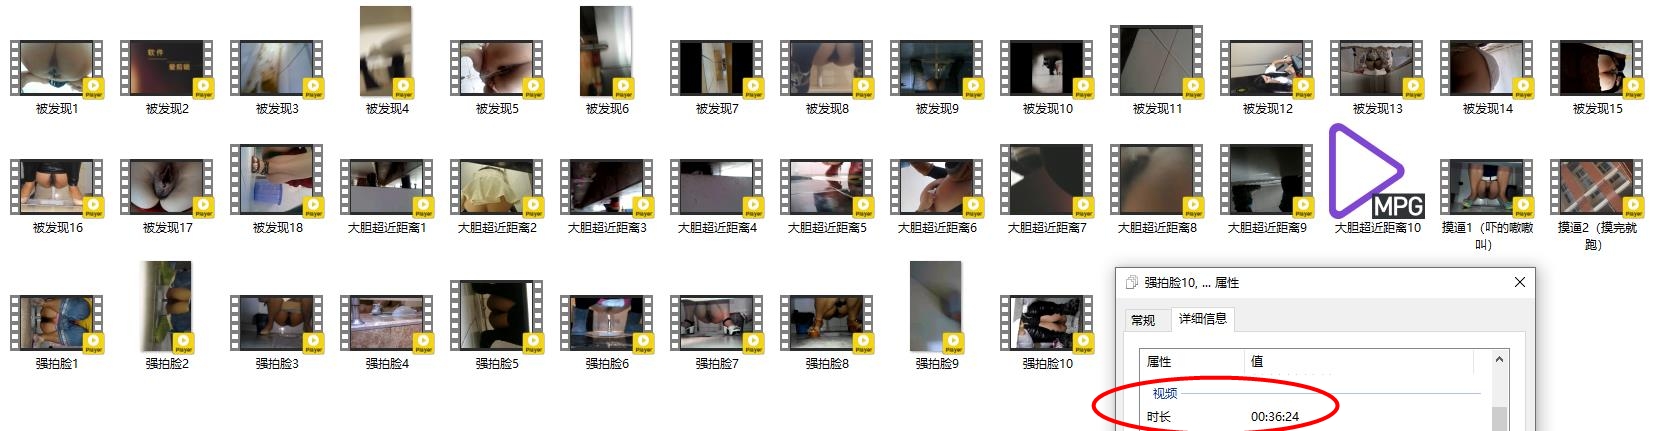 被发现1 被发现2 被发现3 被发现4 被发现5 被发现6 被发现7 被发现8 被发现9 被发现10 被发现11 被发现12 被发现13 被发现14 被发现15
MPG
被发现16 被发现17 被发现18 大胆超近距离1 大胆超近距离2 大胆超近距离3 大胆超近距离4 大胆超近距离5 大胆超近距离6 大胆超近距离7 大胆超近距离8 大胆超近距离9 大胆超近距离10 摸逼1（吓的嗷嗷 摸逼2（摸完就
叫） 跑）
强拍脸1 强拍脸2 强拍脸3 强拍脸4 强拍脸5 强拍脸6 强拍脸7 强拍脸8 强拍脸9 强拍脸10
强拍脸10, ... 属性
常规 详细信息
属性 值
视频
时长 00:36:24